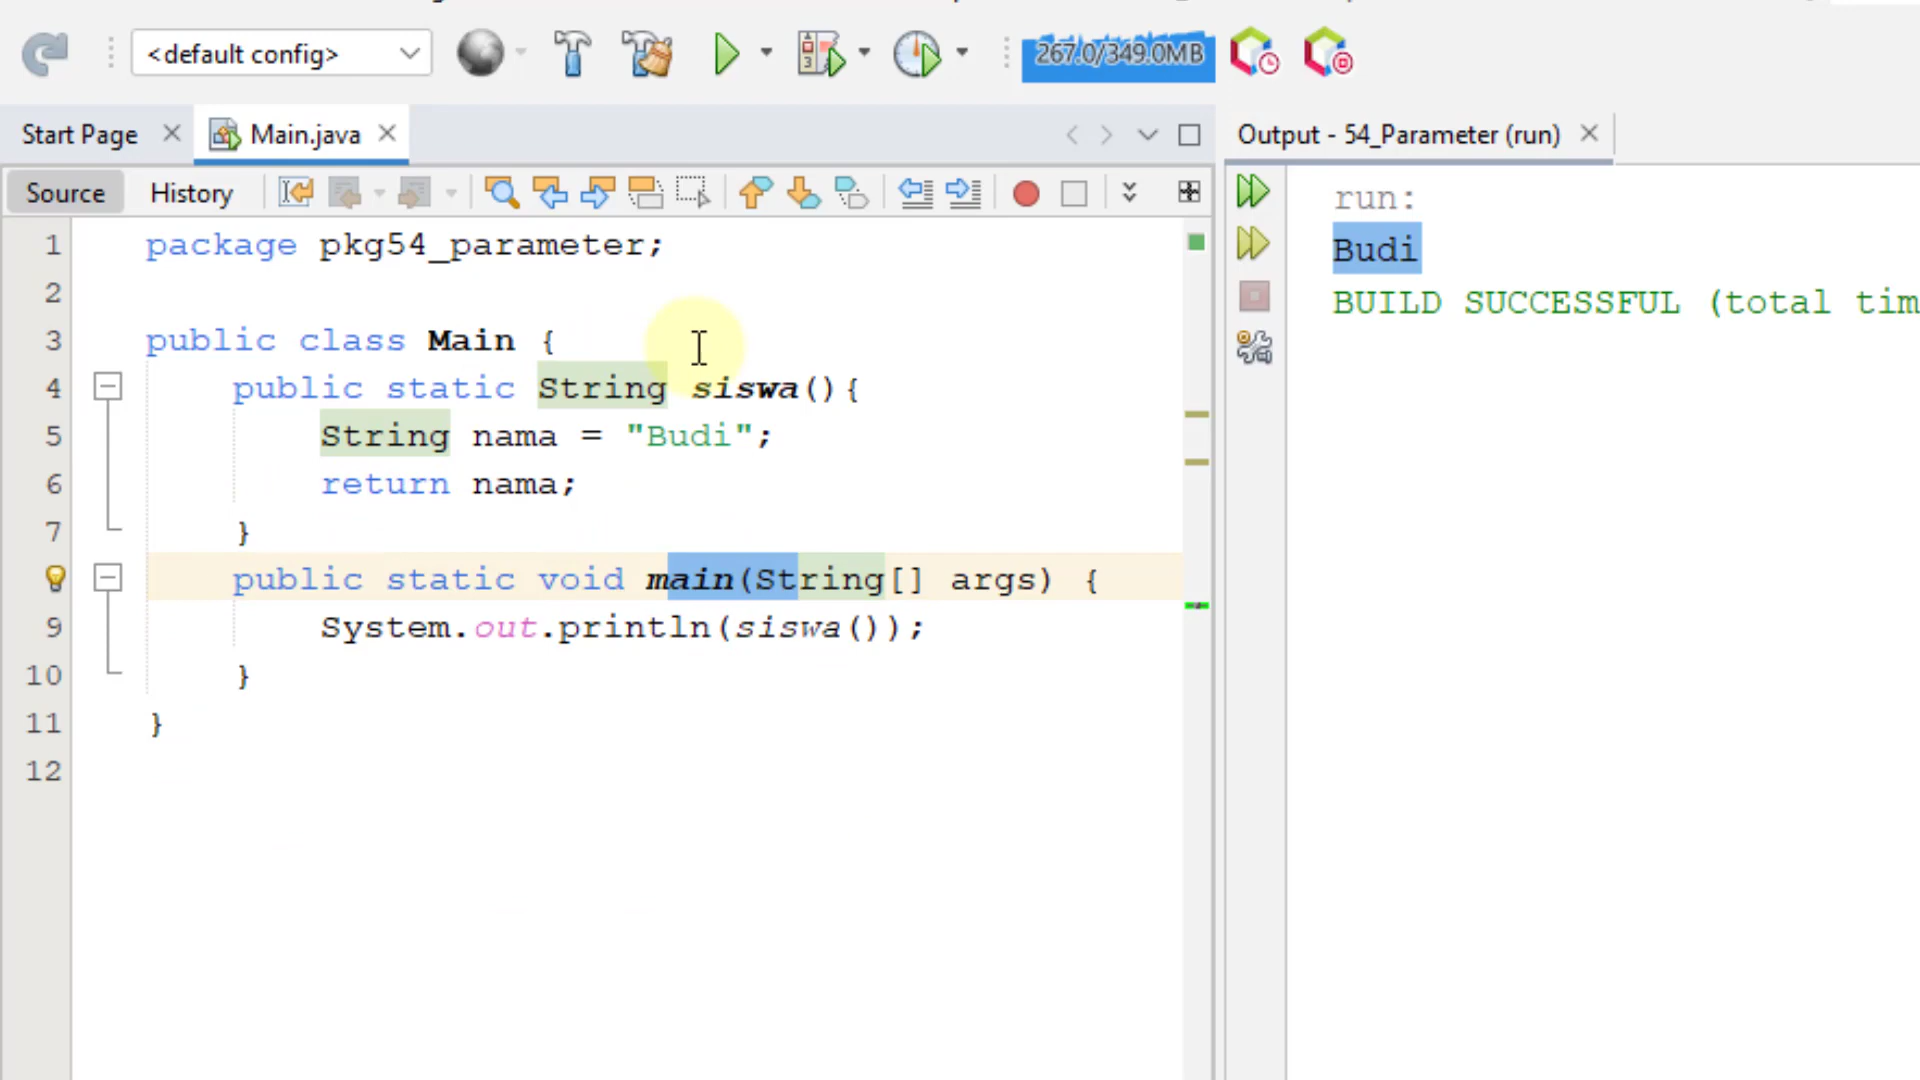 <default config>
267.0/349.0MB
Start Page
Main.java
Output - 54_Parameter (run)
Source
History
1 package pkg54_parameter;
2
3 public class Main {
4 public static String siswa(){
5 String nama = "Budi";
6 return nama;
7 }
public static void main(String[] args) {
9 System.out.println(siswa());
10 }
11 }
12
run:
Budi
BUILD SUCCESSFUL (total tim